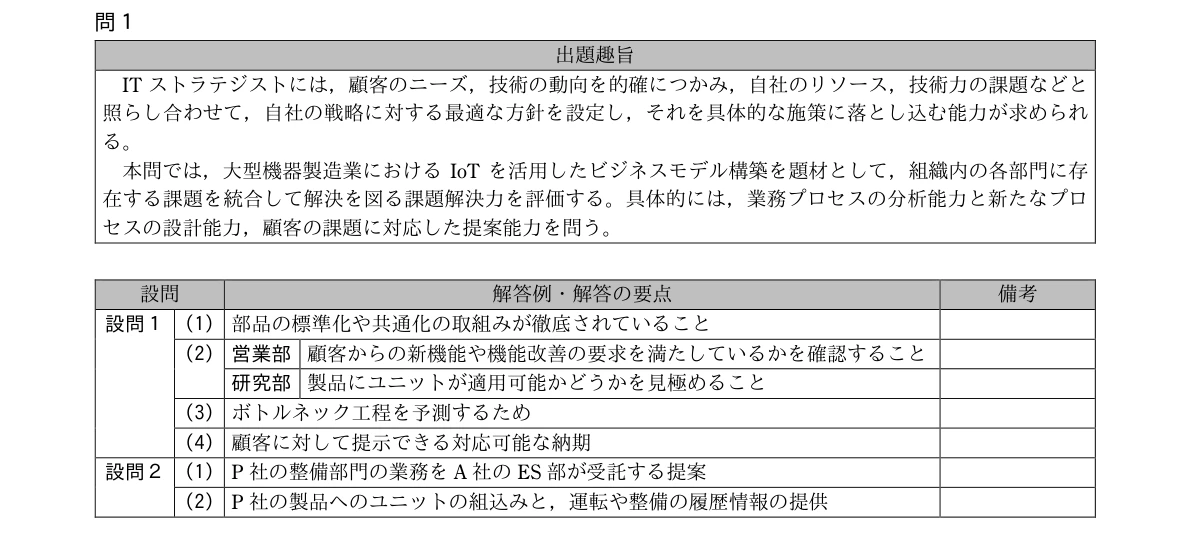 問1
出題趣旨
IT ストラテジストには，顧客のニーズ，技術の動向を的確につかみ，自社のリソース，技術力の課題などと
照らし合わせて，自社の戦略に対する最適な方針を設定し，それを具体的な施策に落とし込む能力が求められ
る。
本問では，大型機器製造業における IoT を活用したビジネスモデル構築を題材として，組織内の各部門に存
在する課題を統合して解決を図る課題解決力を評価する。具体的には，業務プロセスの分析能力と新たなプロ
セスの設計能力，顧客の課題に対応した提案能力を問う。
設問 解答例・解答の要点 備考
設問1 (1) 部品の標準化や共通化の取組みが徹底されていること
(2) 営業部 顧客からの新機能や機能改善の要求を満たしているかを確認すること
研究部 製品にユニットが適用可能かどうかを見極めること
(3) ボトルネック工程を予測するため
(4) 顧客に対して提示できる対応可能な納期
設問2 (1) P 社の整備部門の業務を A 社の ES 部が受託する提案
(2) P 社の製品へのユニットの組込みと，運転や整備の履歴情報の提供